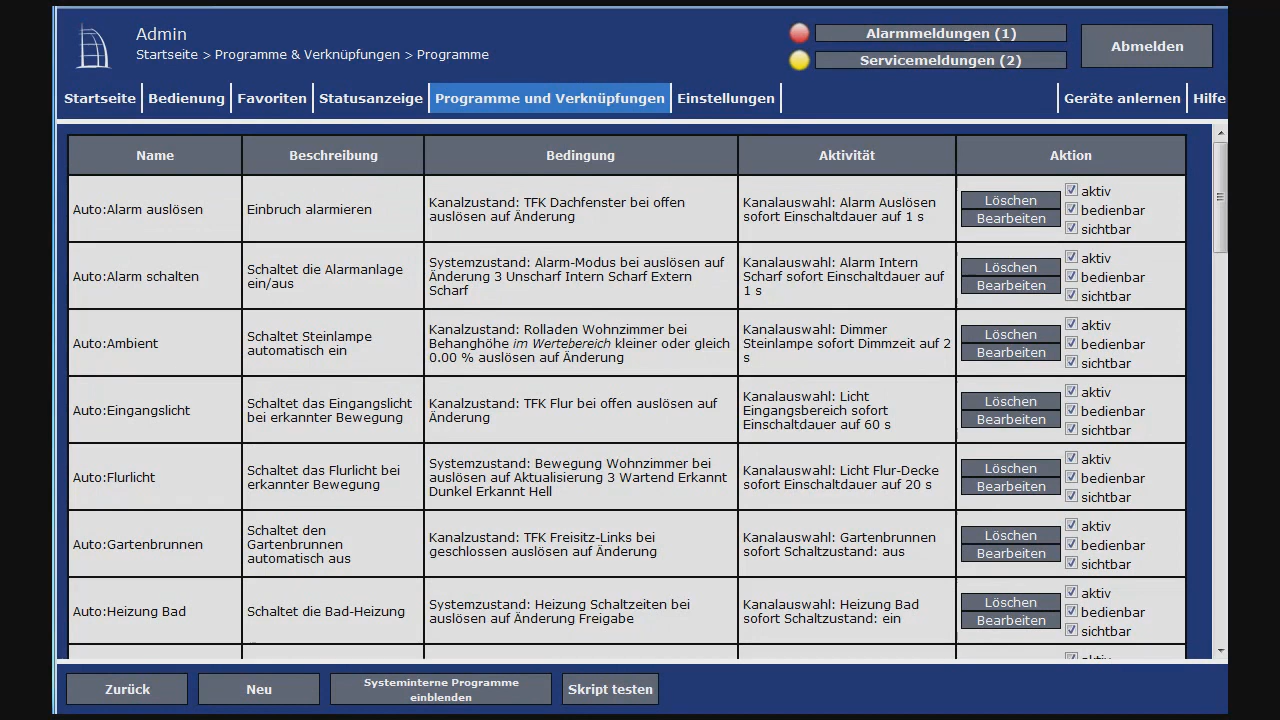 Admin
Startseite > Programme & Verknüpfungen > Programme
Alarmmeldungen (1)
Servicemeldungen (2)
Abmelden
Startseite
Bedienung
Favoriten
Statusanzeige
Programme und Verknüpfungen
Einstellungen
Geräte anlernen
Hilfe
Name
Beschreibung
Bedingung
Aktivität
Aktion
Auto:Alarm auslösen
Einbruch alarmieren
Kanalzustand: TFK Dachfenster bei offen
auslösen auf Änderung
Kanalauswahl: Alarm Auslösen
sofort Einschaltdauer auf 1 s
Löschen
Bearbeiten
aktiv
bedienbar
sichtbar
Auto:Alarm schalten
Schaltet die Alarmanlage
ein/aus
Systemzustand: Alarm-Modus bei auslösen auf
Änderung 3 Unscharf Intern Scharf Extern
Scharf
Kanalauswahl: Alarm Intern
Scharf sofort Einschaltdauer auf
1 s
Löschen
Bearbeiten
aktiv
bedienbar
sichtbar
Auto:Ambient
Schaltet Steinlampe
automatisch ein
Kanalzustand: Rolladen Wohnzimmer bei
Behanghöhe im Wertebereich kleiner oder gleich
0.00 % auslösen auf Änderung
Kanalauswahl: Dimmer
Steinlampe sofort Dimmzeit auf 2
s
Löschen
Bearbeiten
aktiv
bedienbar
sichtbar
Auto:Eingangslicht
Schaltet das Eingangslicht
bei erkannter Bewegung
Kanalzustand: TFK Flur bei offen auslösen auf
Änderung
Kanalauswahl: Licht
Eingangsbereich sofort
Einschaltdauer auf 60 s
Löschen
Bearbeiten
aktiv
bedienbar
sichtbar
Auto:Flurlicht
Schaltet das Flurlicht bei
erkannter Bewegung
Systemzustand: Bewegung Wohnzimmer bei
auslösen auf Aktualisierung 3 Wartend Erkannt
Dunkel Erkannt Hell
Kanalauswahl: Licht Flur-Decke
sofort Einschaltdauer auf 20 s
Löschen
Bearbeiten
aktiv
bedienbar
sichtbar
Auto:Gartenbrunnen
Schaltet den
Gartenbrunnen
automatisch aus
Kanalzustand: TFK Freisitz-Links bei
geschlossen auslösen auf Änderung
Kanalauswahl: Gartenbrunnen
sofort Schaltzustand: aus
Löschen
Bearbeiten
aktiv
bedienbar
sichtbar
Auto:Heizung Bad
Schaltet die Bad-Heizung
Systemzustand: Heizung Schaltzeiten bei
auslösen auf Änderung Freigabe
Kanalauswahl: Heizung Bad
sofort Schaltzustand: ein
Löschen
Bearbeiten
aktiv
bedienbar
sichtbar
Zurück
Neu
Systeminterne Programme
einblenden
Skript testen